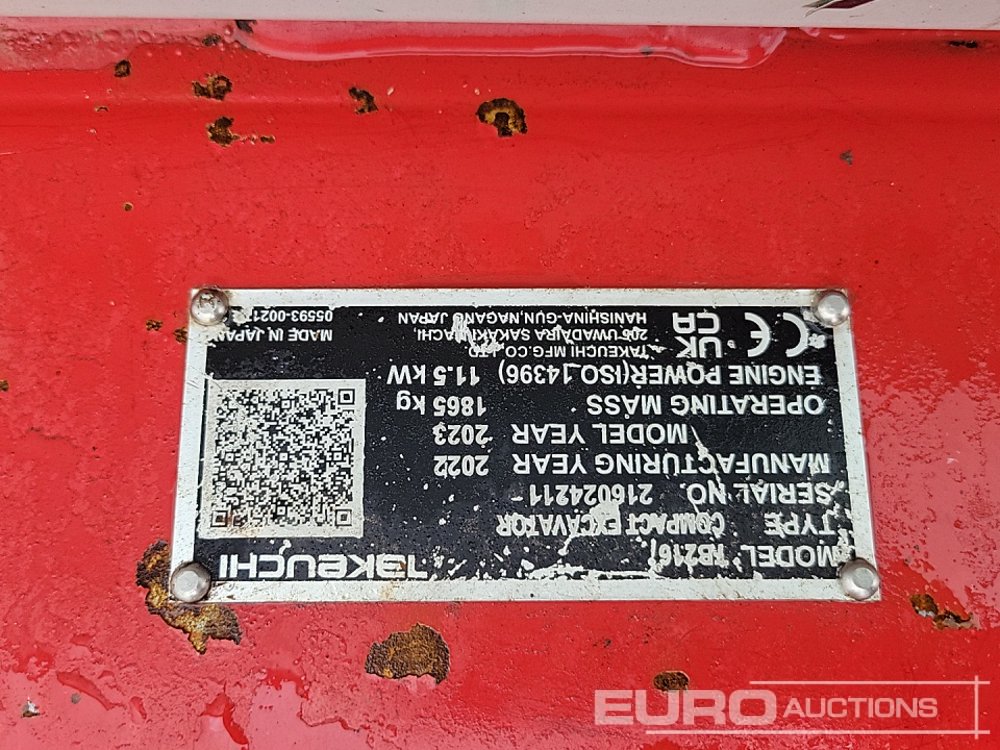 TAKEUCHI
MODEL TB216
TYPE COMPACT EXCAVATOR
SERIAL NO. 216024211
MANUFACTURING YEAR 2022
MODEL YEAR 2023
OPERATING MASS 1865 kg
ENGINE POWER(ISO 14396) 11.5 kW
CE UK CA
TAKEUCHI MFG.CO.,LTD.
205 UWADAIRA SAKAKIMACHI,
HANISHINA-GUN,NAGANO JAPAN
MADE IN JAPAN
EURO AUCTIONS